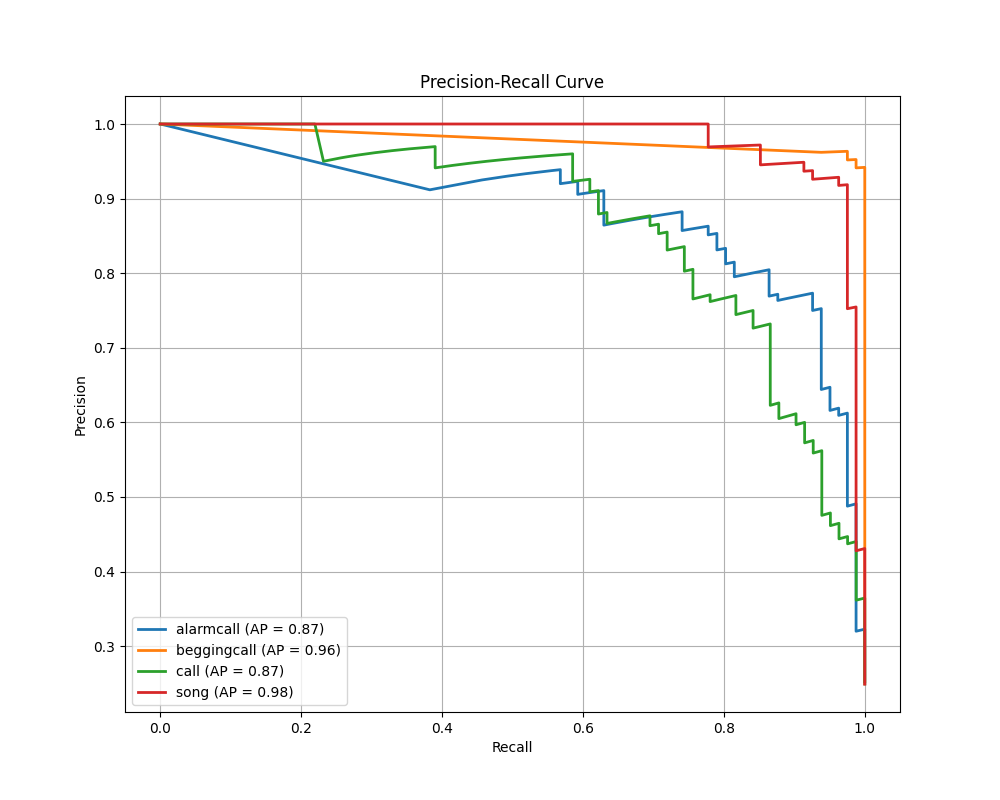 Precision-Recall Curve
1.0
0.9
0.8
0.7
0.6
0.5
0.4
0.3
Precision
alarmcall (AP = 0.87)
beggingcall (AP = 0.96)
call (AP = 0.87)
song (AP = 0.98)
0.0 0.2 0.4 0.6 0.8 1.0
Recall